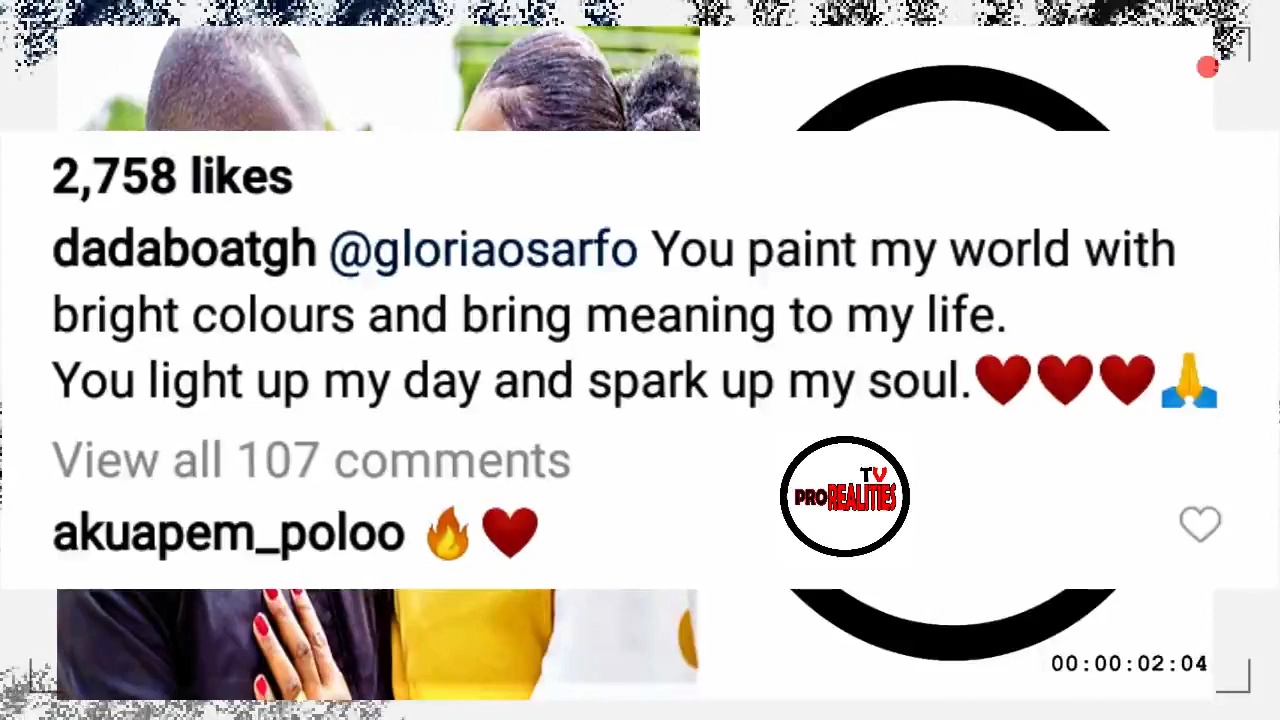 2,758 likes
dadaboatgh @gloriaosarfo You paint my world with
bright colours and bring meaning to my life.
You light up my day and spark up my soul.❤️❤️❤️🙏
View all 107 comments
TV
PROREALITIES
akuapem_poloo 🔥❤️
00:00:02:04